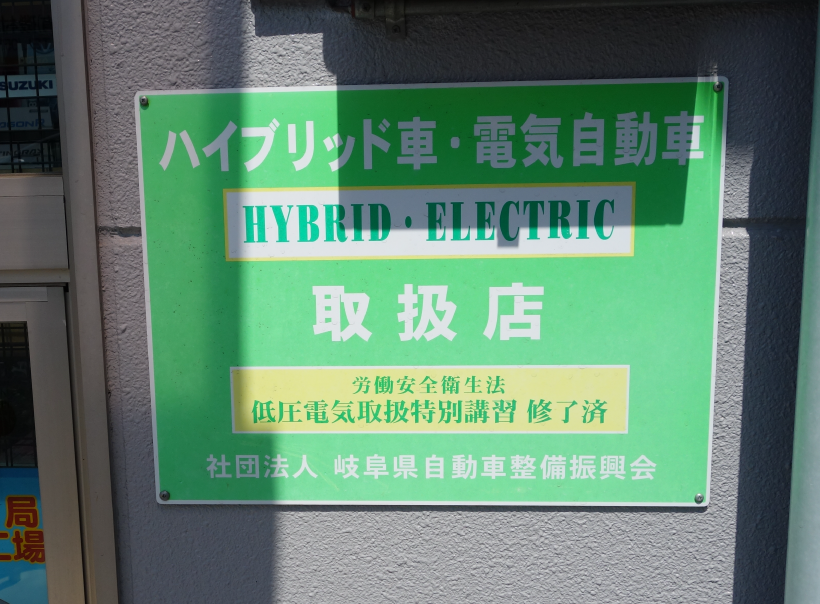 SUZUKI
ハイブリッド車・電気自動車
HYBRID・ELECTRIC
取扱店
労働安全衛生法
低圧電気取扱特別講習 修了済
社団法人 岐阜県自動車整備振興会
局
工場